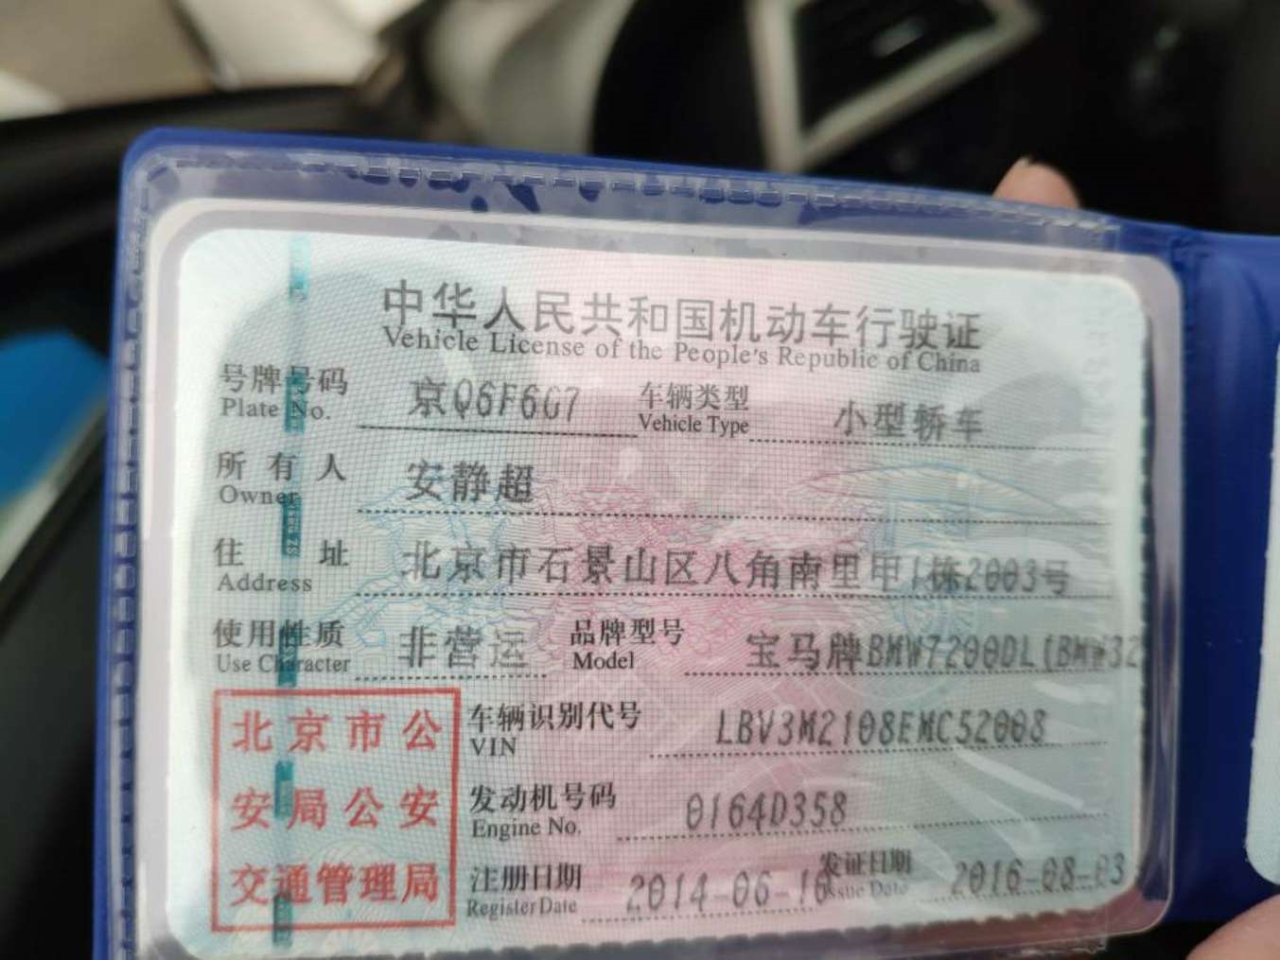 中华人民共和国机动车行驶证
Vehicle License of the People's Republic of China
号牌号码 京Q6F6G7 车辆类型 小型轿车
Plate No. Vehicle Type
所有人 安静超
Owner
住址 北京市石景山区八角南里甲1栋2003号
Address
使用性质 非营运 品牌型号 宝马牌BMW7200DL(BMW32
Use Character Model
北京市公
安局公安
交通管理局
车辆识别代号 LBV3M2108EMC52008
VIN
发动机号码 0164D358
Engine No.
注册日期 2014-06-10 发证日期 2016-08-03
Register Date Issue Date